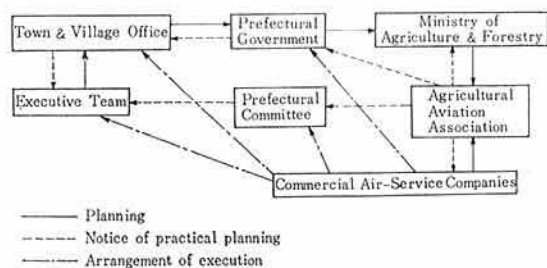 Town & Village Office
Prefectural
Government
Ministry of
Agriculture & Forestry
Executive Team
Prefectural
Committee
Agricultural
Aviation
Association
Commercial Air-Service Companies
Planning
Notice of practical planning
Arrangement of execution